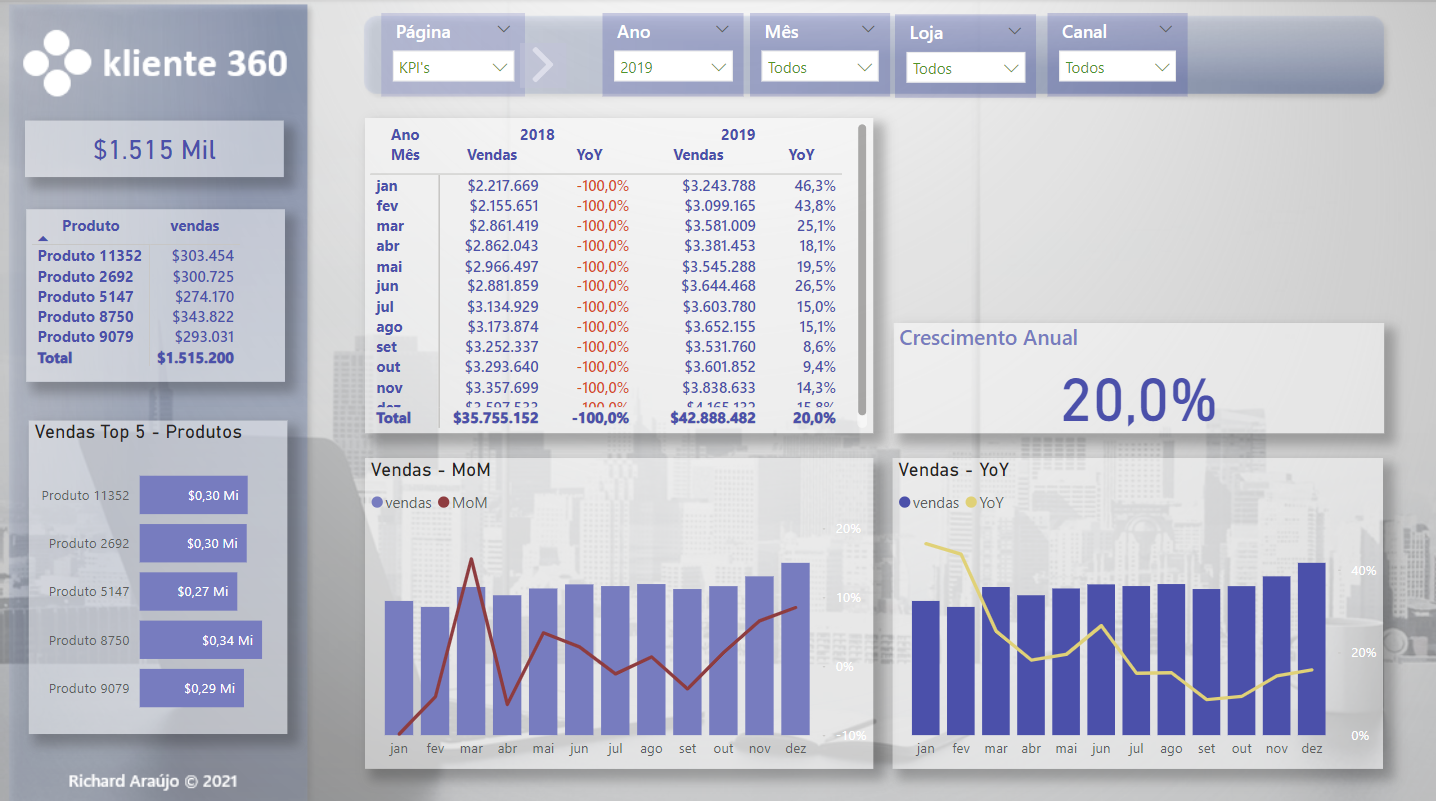 kliente 360
Página
KPI's
Ano
2019
Mês
Todos
Loja
Todos
Canal
Todos
$1.515 Mil
Produto vendas
Produto 11352 $303.454
Produto 2692 $300.725
Produto 5147 $274.170
Produto 8750 $343.822
Produto 9079 $293.031
Total $1.515.200
Vendas Top 5 - Produtos
Produto 11352 $0,30 Mi
Produto 2692 $0,30 Mi
Produto 5147 $0,27 Mi
Produto 8750 $0,34 Mi
Produto 9079 $0,29 Mi
Richard Araújo © 2021
Ano 2018 2019
Mês Vendas YoY Vendas YoY
jan $2.217.669 -100,0% $3.243.788 46,3%
fev $2.155.651 -100,0% $3.099.165 43,8%
mar $2.861.419 -100,0% $3.581.009 25,1%
abr $2.862.043 -100,0% $3.381.453 18,1%
mai $2.966.497 -100,0% $3.545.288 19,5%
jun $2.881.859 -100,0% $3.644.468 26,5%
jul $3.134.929 -100,0% $3.603.780 15,0%
ago $3.173.874 -100,0% $3.652.155 15,1%
set $3.252.337 -100,0% $3.531.760 8,6%
out $3.293.640 -100,0% $3.601.852 9,4%
nov $3.357.699 -100,0% $3.838.633 14,3%
Total $35.755.152 -100,0% $42.888.482 20,0%
Crescimento Anual
20,0%
Vendas - MoM
vendas MoM
20%
10%
0%
-10%
jan fev mar abr mai jun jul ago set out nov dez
Vendas - YoY
vendas YoY
40%
20%
0%
jan fev mar abr mai jun jul ago set out nov dez